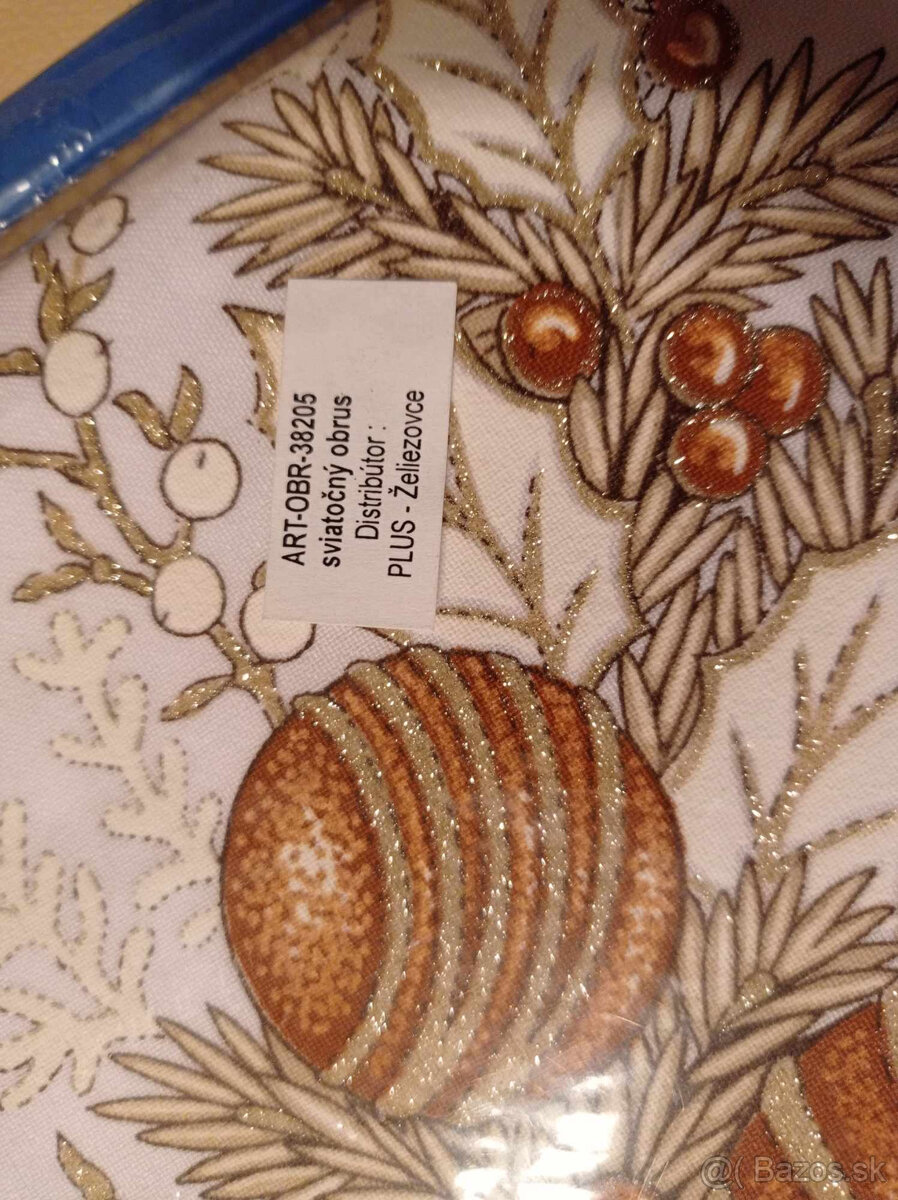 ART-OBR-38205
sviatočný obrus
Distribútor :
PLUS - Želiezovce
@( Bazos.sk